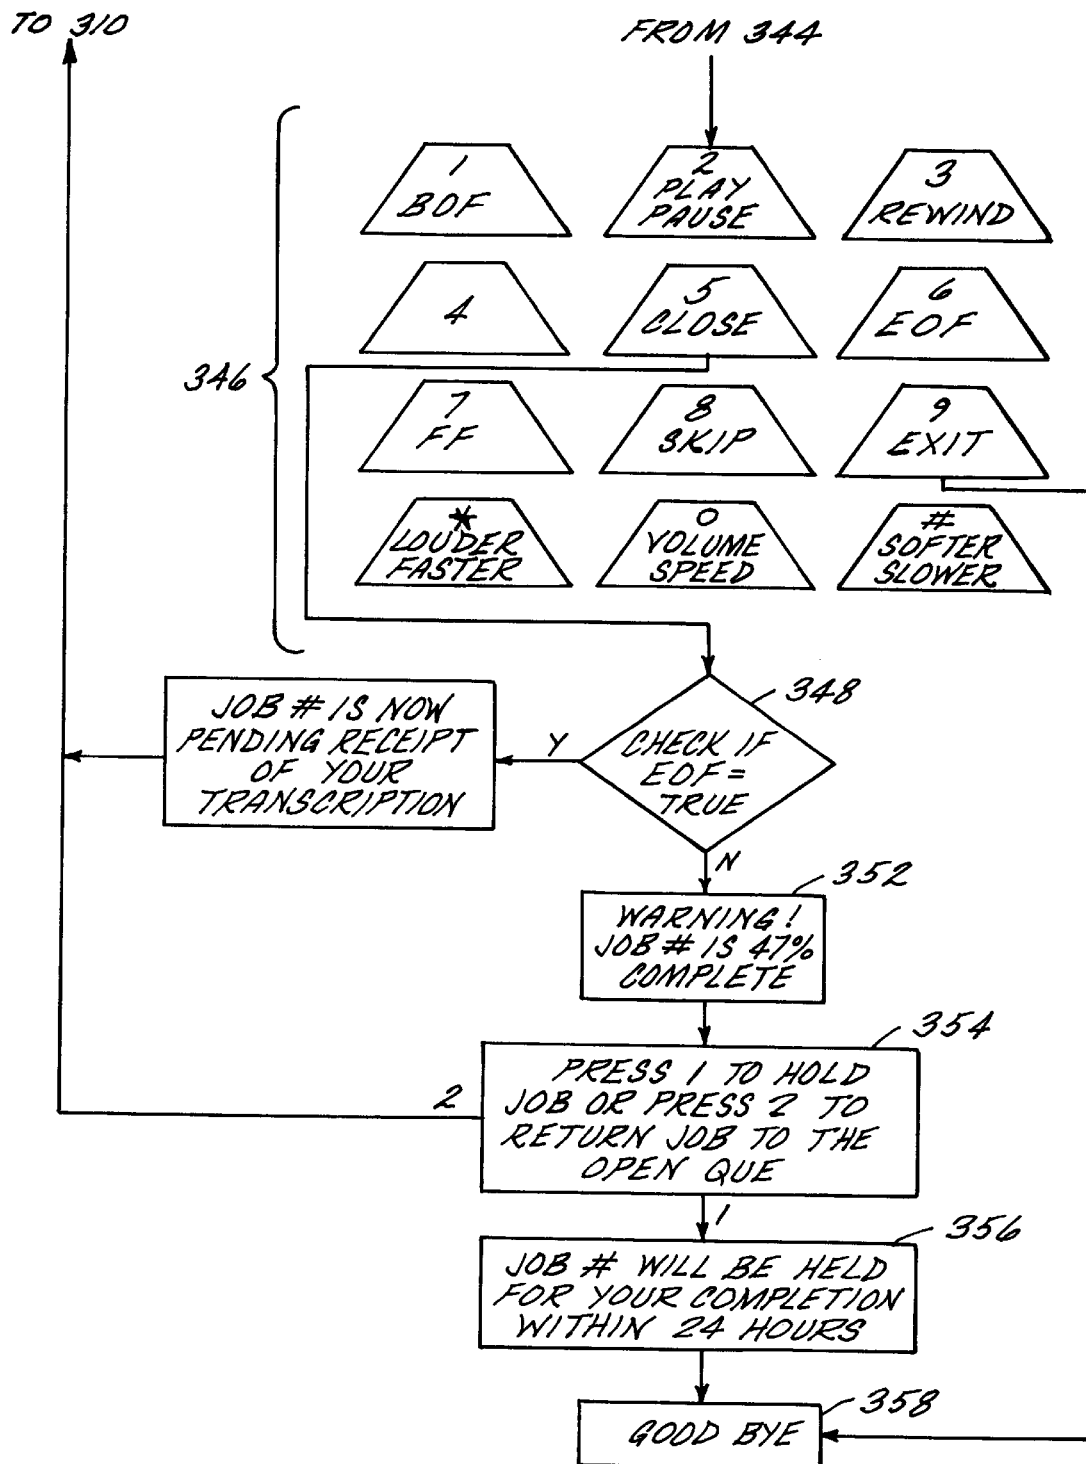 TO 310
FROM 344
1
BOF
2
PLAY
PAUSE
3
REWIND
4
5
CLOSE
6
EOF
346
7
FF
8
SKIP
9
EXIT
*
LOUDER
FASTER
0
VOLUME
SPEED
#
SOFTER
SLOWER
348
JOB # IS NOW
PENDING RECEIPT
OF YOUR
TRANSCRIPTION
Y
CHECK IF
EOF =
TRUE
N
352
WARNING!
JOB # IS 47%
COMPLETE
354
2
PRESS 1 TO HOLD
JOB OR PRESS 2 TO
RETURN JOB TO THE
OPEN QUE
1
356
JOB # WILL BE HELD
FOR YOUR COMPLETION
WITHIN 24 HOURS
358
GOOD BYE